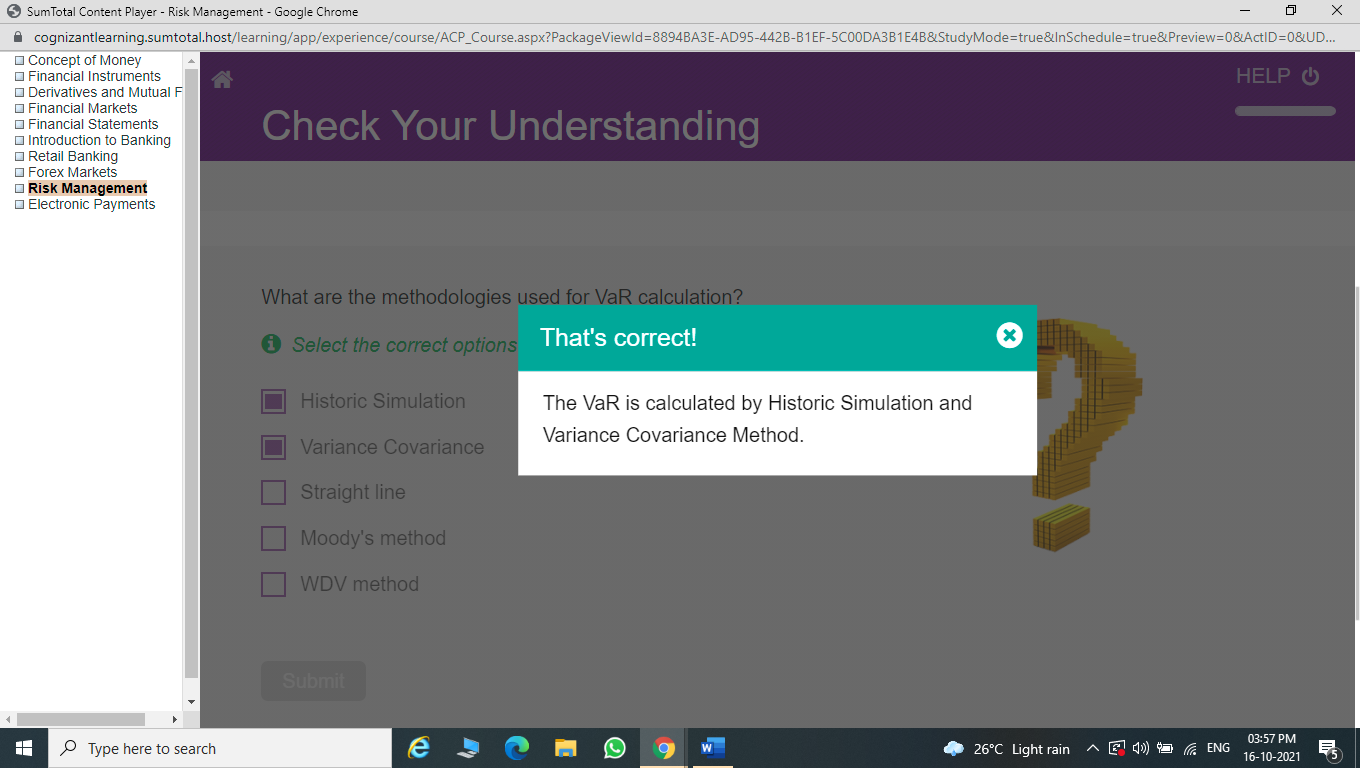 SumTotal Content Player - Risk Management - Google Chrome
cognizantlearning.sumtotal.host/learning/app/experience/course/ACP_Course.aspx?PackageViewId=8894BA3E-AD95-442B-B1EF-5C00DA3B1E4B&StudyMode=true&InSchedule=true&Preview=0&ActID=0&UD...
Concept of Money
Financial Instruments
Derivatives and Mutual F
Financial Markets
Financial Statements
Introduction to Banking
Retail Banking
Forex Markets
Risk Management
Electronic Payments
HELP
Check Your Understanding
What are the methodologies used for VaR calculation?
Select the correct options
Historic Simulation
Variance Covariance
Straight line
Moody's method
WDV method
Submit
That's correct!
The VaR is calculated by Historic Simulation and
Variance Covariance Method.
Type here to search
26°C Light rain
ENG
03:57 PM
16-10-2021
5